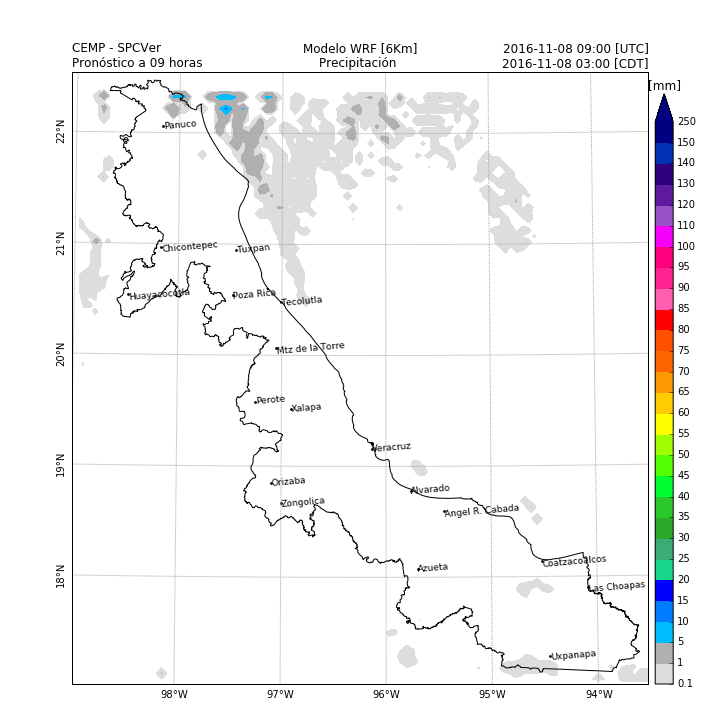 CEMP - SPCVer Modelo WRF [6Km] 2016-11-08 09:00 [UTC]
Pronóstico a 09 horas Precipitación 2016-11-08 03:00 [CDT]
[mm]
250
150
140
130
120
110
100
95
90
85
80
75
70
65
60
55
50
45
40
35
30
25
20
15
10
5
1
0.1
22°N
21°N
20°N
19°N
18°N
Panuco
Chicontepec
Tuxpan
Huayacocotla
Poza Rica
Tecolutla
Mtz de la Torre
Perote
Xalapa
Veracruz
Orizaba
Zongolica
Alvarado
Angel R. Cabada
Azueta
Coatzacoalcos
Las Choapas
Uxpanapa
98°W 97°W 96°W 95°W 94°W